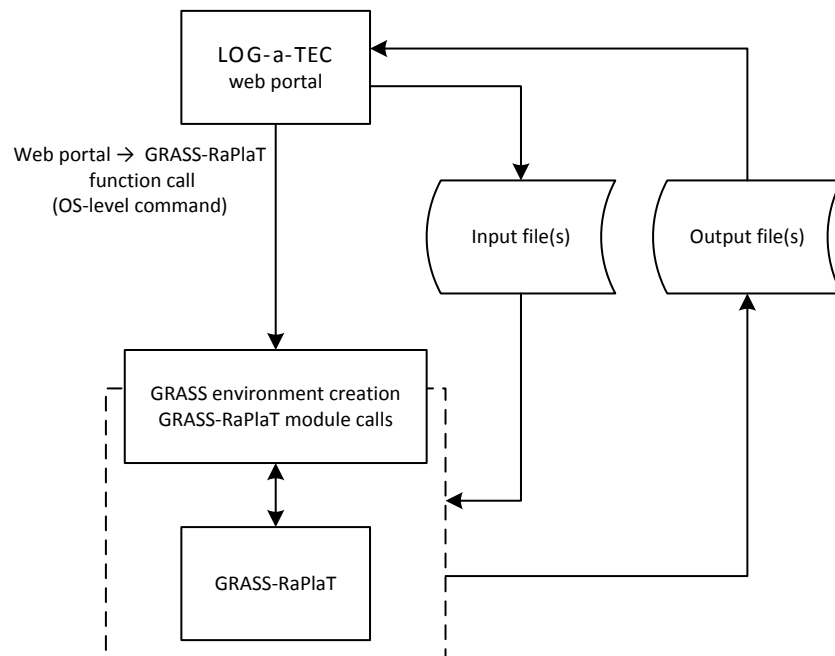 LOG-a-TEC
web portal
Web portal → GRASS-RaPlaT
function call
(OS-level command)
Input file(s)
Output file(s)
GRASS environment creation
GRASS-RaPlaT module calls
GRASS-RaPlaT